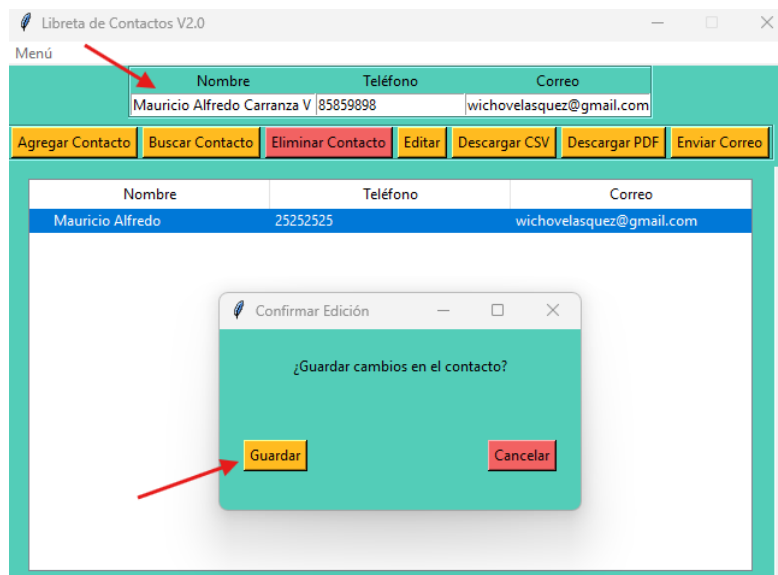 Libreta de Contactos V2.0
Menú
Nombre Teléfono Correo
Mauricio Alfredo Carranza V 85859898 wichovelasquez@gmail.com
Agregar Contacto Buscar Contacto Eliminar Contacto Editar Descargar CSV Descargar PDF Enviar Correo
Nombre Teléfono Correo
Mauricio Alfredo 25252525 wichovelasquez@gmail.com
Confirmar Edición
¿Guardar cambios en el contacto?
Guardar Cancelar